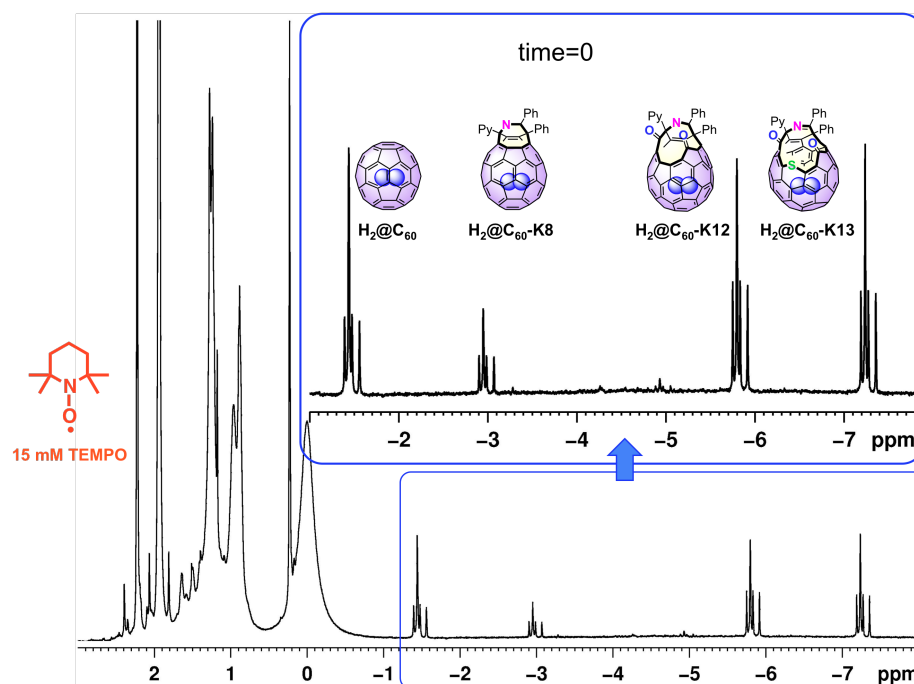 time=0
N
Ph
Py
Ph
Py
N
Ph
O
O
Ph
Py
N
Ph
O
O
Ph
S
H₂@C₆₀
H₂@C₆₀-K8
H₂@C₆₀-K12
H₂@C₆₀-K13
−2 −3 −4 −5 −6 −7 ppm
N
O
•
15 mM TEMPO
2 1 0 −1 −2 −3 −4 −5 −6 −7 ppm